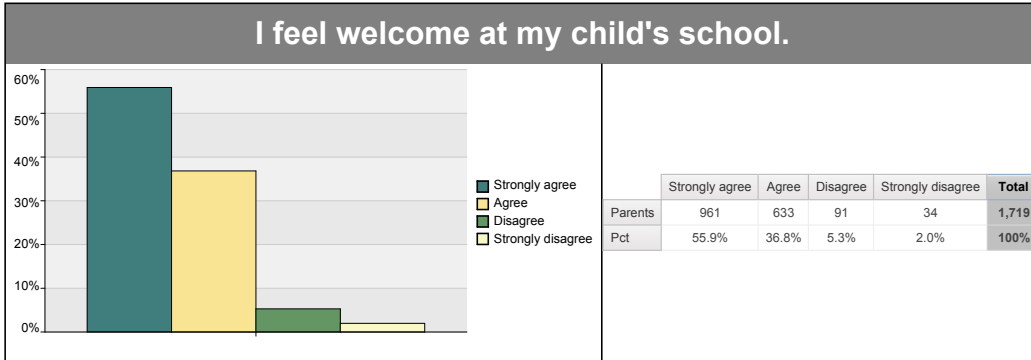 I feel welcome at my child's school.
60%
50%
40%
30%
20%
10%
0%
Strongly agree
Agree
Disagree
Strongly disagree
Strongly agree Agree Disagree Strongly disagree Total
Parents 961 633 91 34 1,719
Pct 55.9% 36.8% 5.3% 2.0% 100%